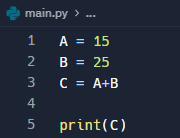 main.py > ...
1 A = 15
2 B = 25
3 C = A+B
4
5 print(C)